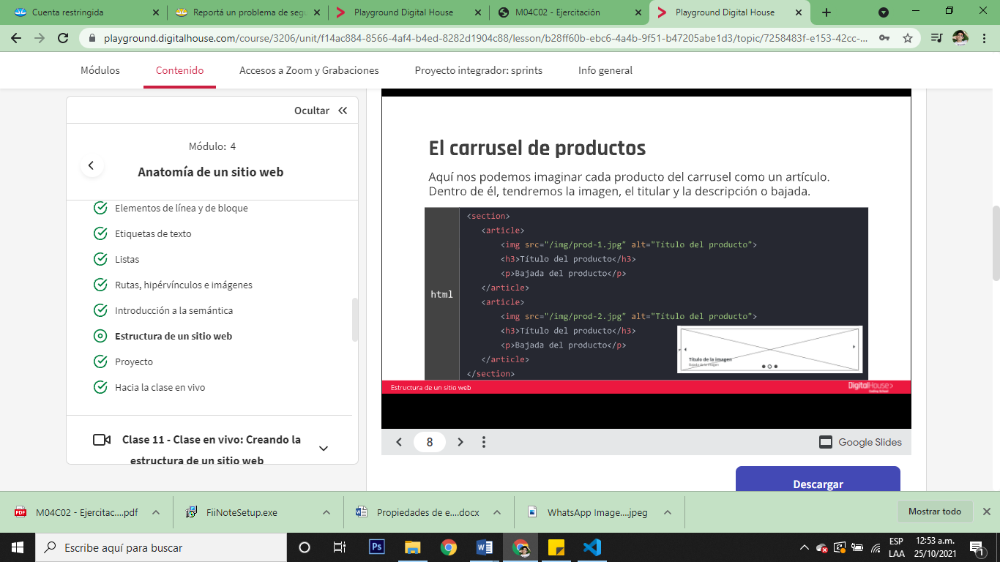 Cuenta restringida
Reportá un problema de segu
Playground Digital House
M04C02 - Ejercitación
Playground Digital House
playground.digitalhouse.com/course/3206/unit/f14ac884-8566-4af4-b4ed-8282d1904c88/lesson/b28ff60b-ebc6-4a4b-9f51-b47205abe1d3/topic/7258483f-e153-42cc-...
Módulos
Contenido
Accesos a Zoom y Grabaciones
Proyecto integrador: sprints
Info general
Ocultar
Módulo: 4
Anatomía de un sitio web
Elementos de línea y de bloque
Etiquetas de texto
Listas
Rutas, hipérvínculos e imágenes
Introducción a la semántica
Estructura de un sitio web
Proyecto
Hacia la clase en vivo
Clase 11 - Clase en vivo: Creando la
estructura de un sitio web
El carrusel de productos
Aquí nos podemos imaginar cada producto del carrusel como un artículo.
Dentro de él, tendremos la imagen, el titular y la descripción o bajada.
html
<section>
<article>
<img src="/img/prod-1.jpg" alt="Título del producto">
<h3>Título del producto</h3>
<p>Bajada del producto</p>
</article>
<article>
<img src="/img/prod-2.jpg" alt="Título del producto">
<h3>Título del producto</h3>
<p>Bajada del producto</p>
</article>
</section>
Título de la imagen
Bajada de la imagen
Estructura de un sitio web
DigitalHouse>
Coding School
8
Google Slides
Descargar
M04C02 - Ejercitac....pdf
FiiNoteSetup.exe
Propiedades de e....docx
WhatsApp Image....jpeg
Mostrar todo
Escribe aquí para buscar
Ps
ESP
LAA
12:53 a.m.
25/10/2021
1